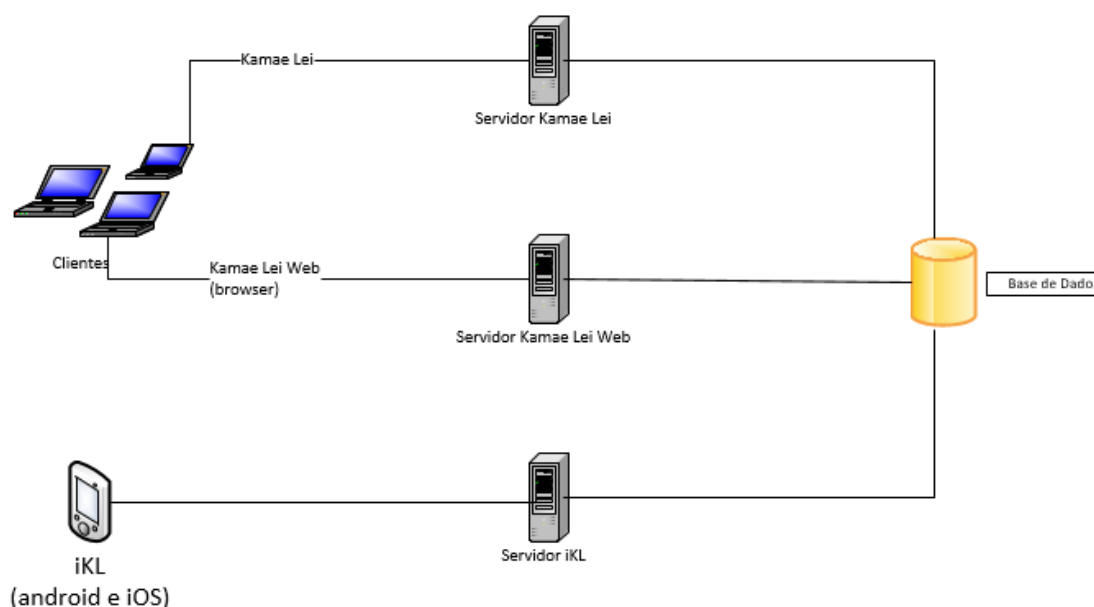 Kamae Lei
Servidor Kamae Lei
Clientes
Kamae Lei Web
(browser)
Servidor Kamae Lei Web
Base de Dado
iKL
(android e iOS)
Servidor iKL